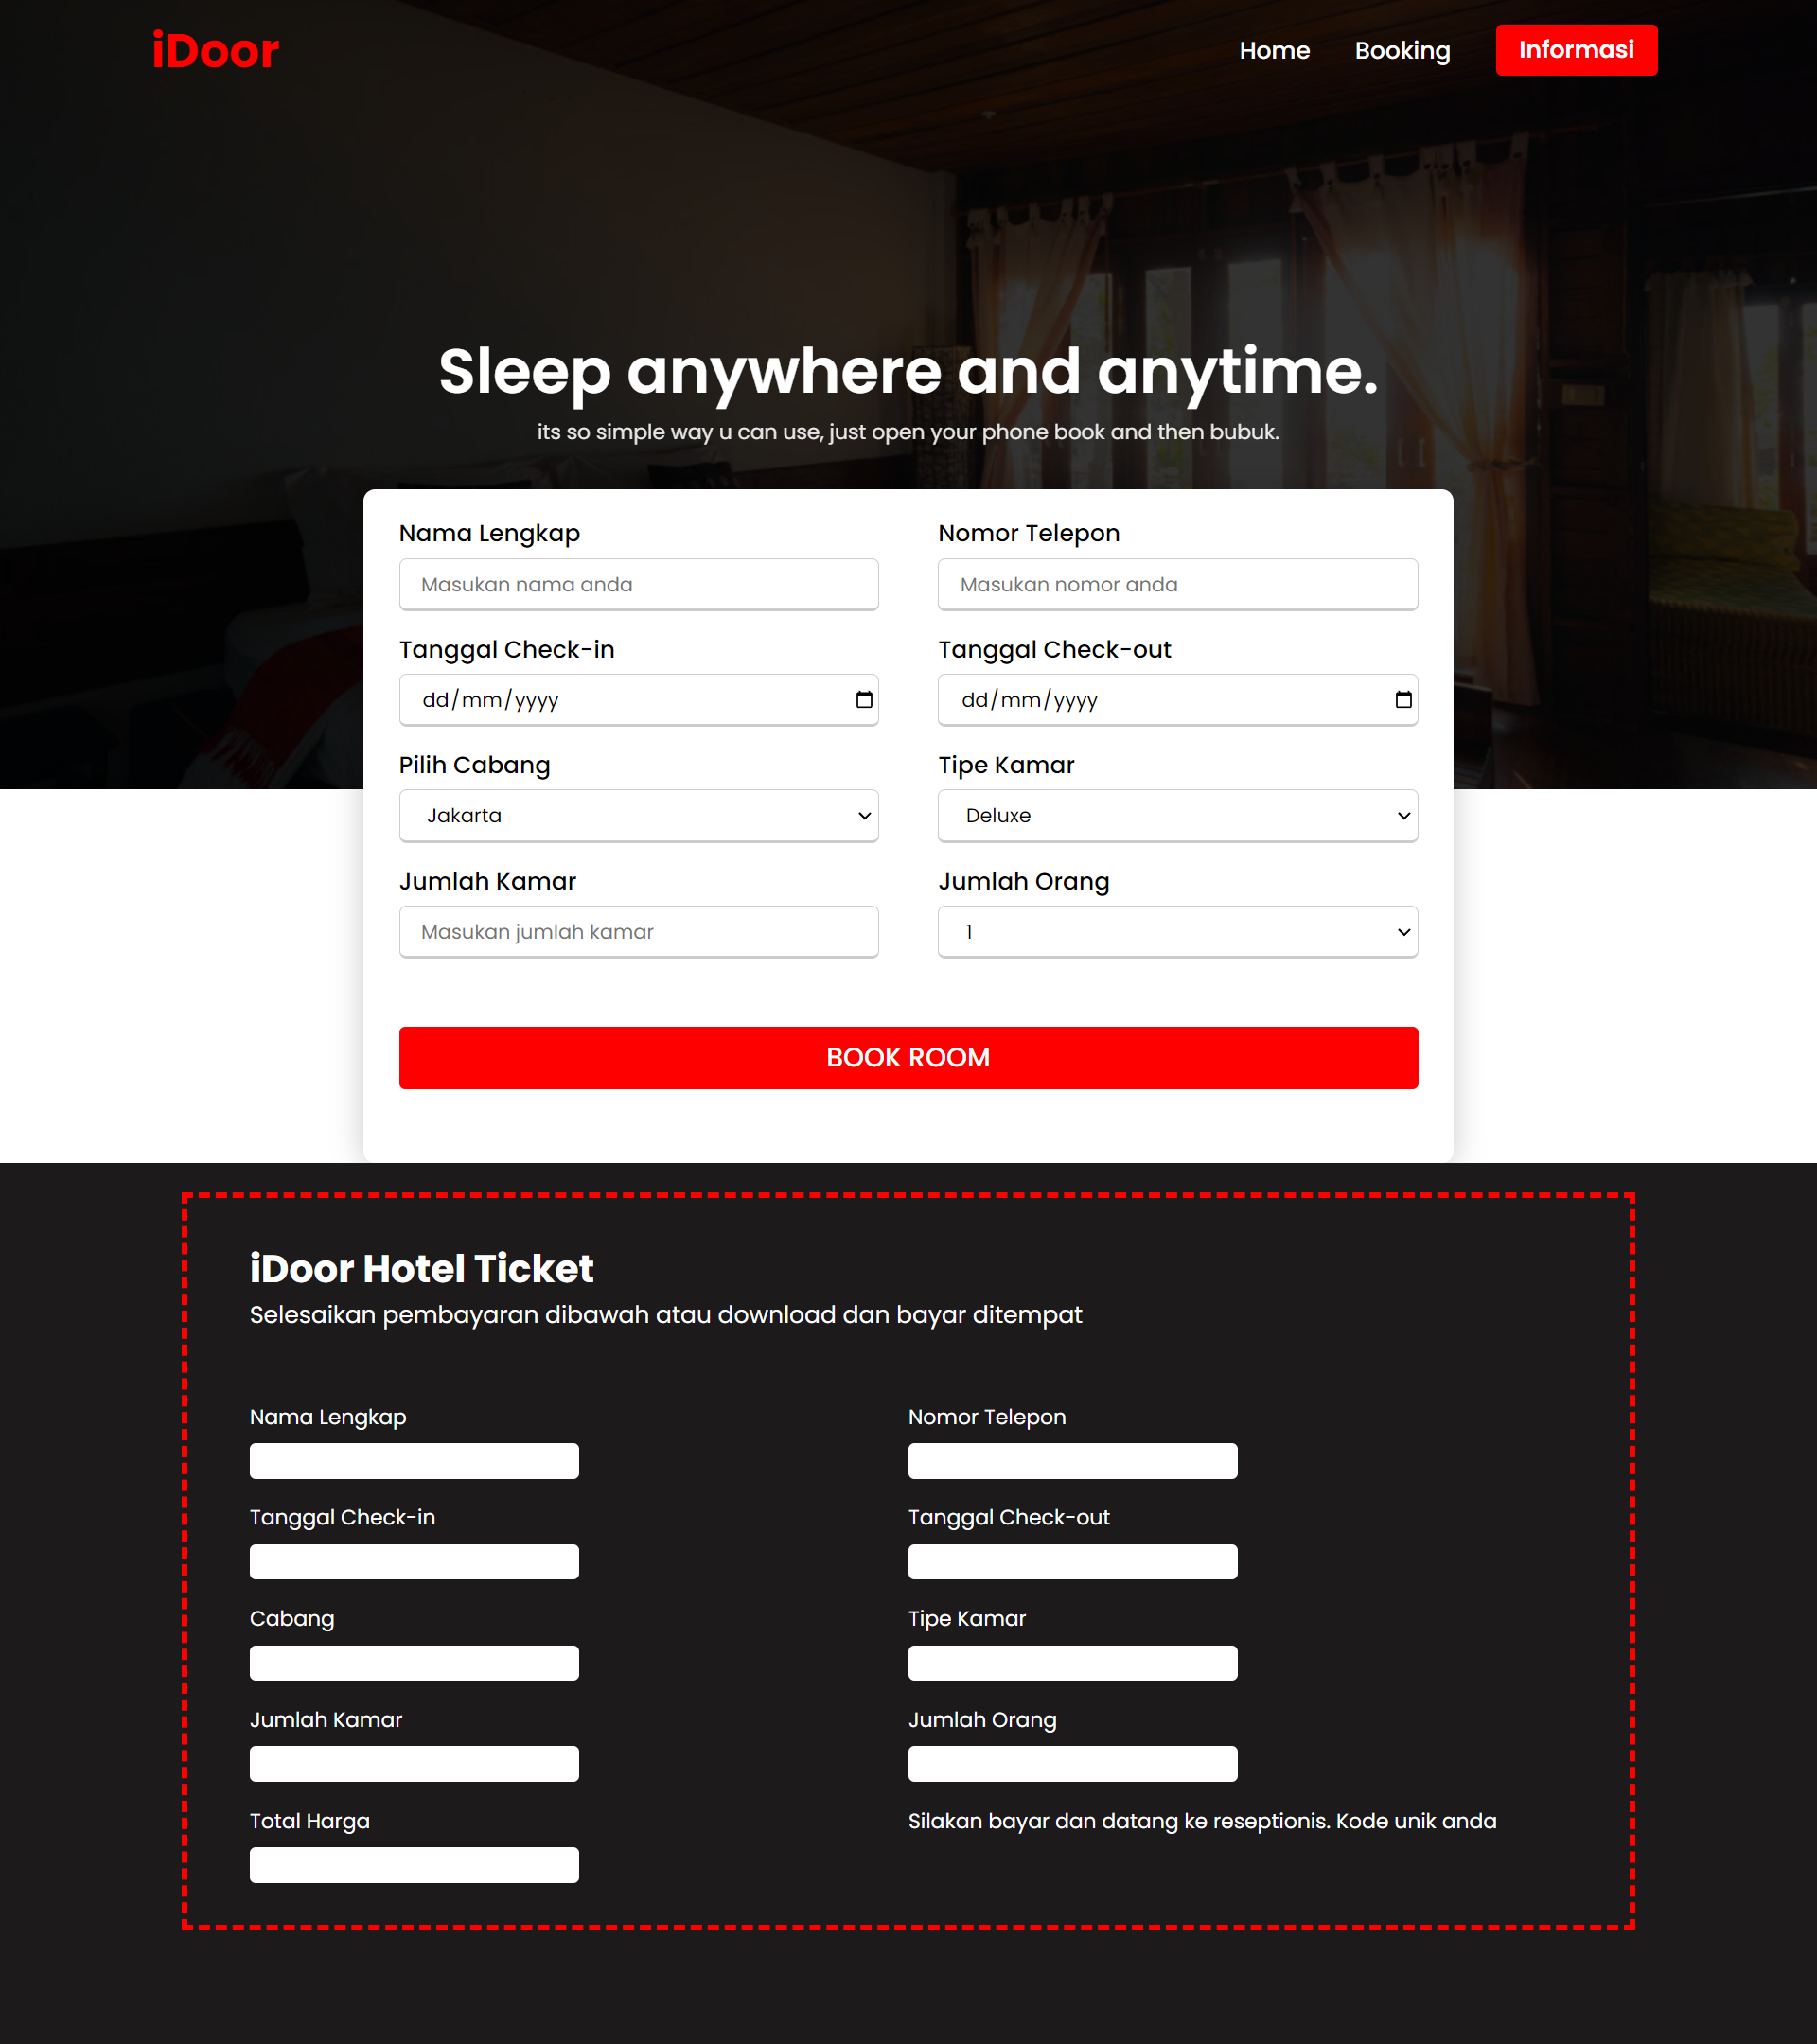 iDoor
Home Booking Informasi
Sleep anywhere and anytime.
its so simple way u can use, just open your phone book and then bubuk.
Nama Lengkap Nomor Telepon
Masukan nama anda Masukan nomor anda
Tanggal Check-in Tanggal Check-out
dd/mm/yyyy dd/mm/yyyy
Pilih Cabang Tipe Kamar
Jakarta Deluxe
Jumlah Kamar Jumlah Orang
Masukan jumlah kamar 1
BOOK ROOM
iDoor Hotel Ticket
Selesaikan pembayaran dibawah atau download dan bayar ditempat
Nama Lengkap Nomor Telepon
Tanggal Check-in Tanggal Check-out
Cabang Tipe Kamar
Jumlah Kamar Jumlah Orang
Total Harga Silakan bayar dan datang ke reseptionis. Kode unik anda